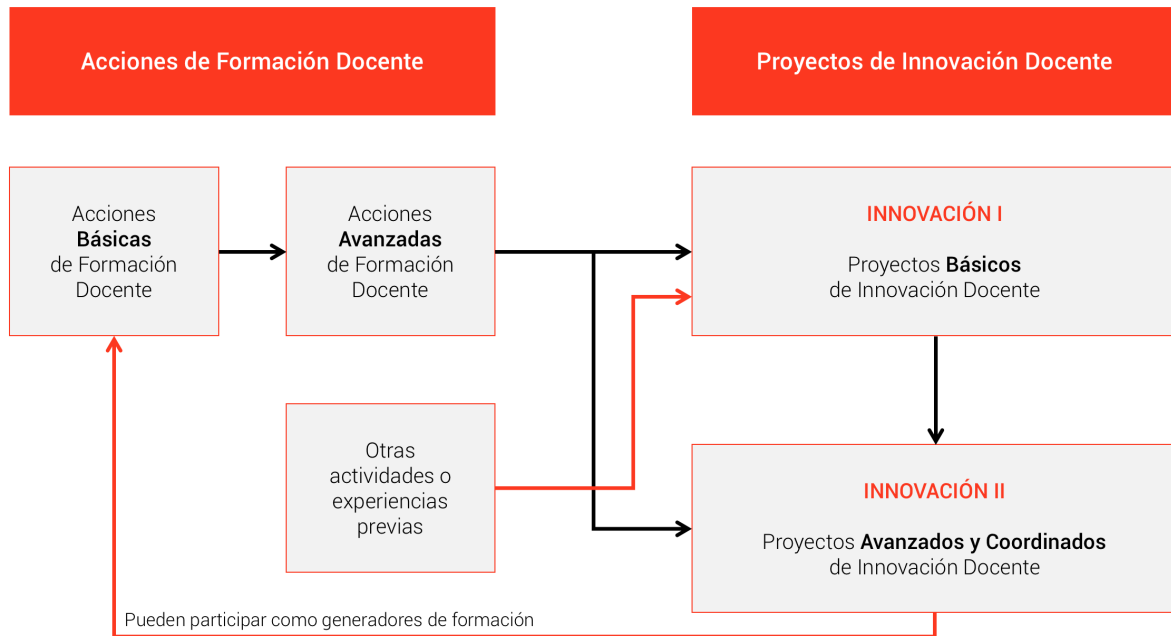 Acciones de Formación Docente
Proyectos de Innovación Docente
Acciones
Básicas
de Formación
Docente
Acciones
Avanzadas
de Formación
Docente
INNOVACIÓN I
Proyectos Básicos
de Innovación Docente
Otras
actividades o
experiencias
previas
INNOVACIÓN II
Proyectos Avanzados y Coordinados
de Innovación Docente
Pueden participar como generadores de formación